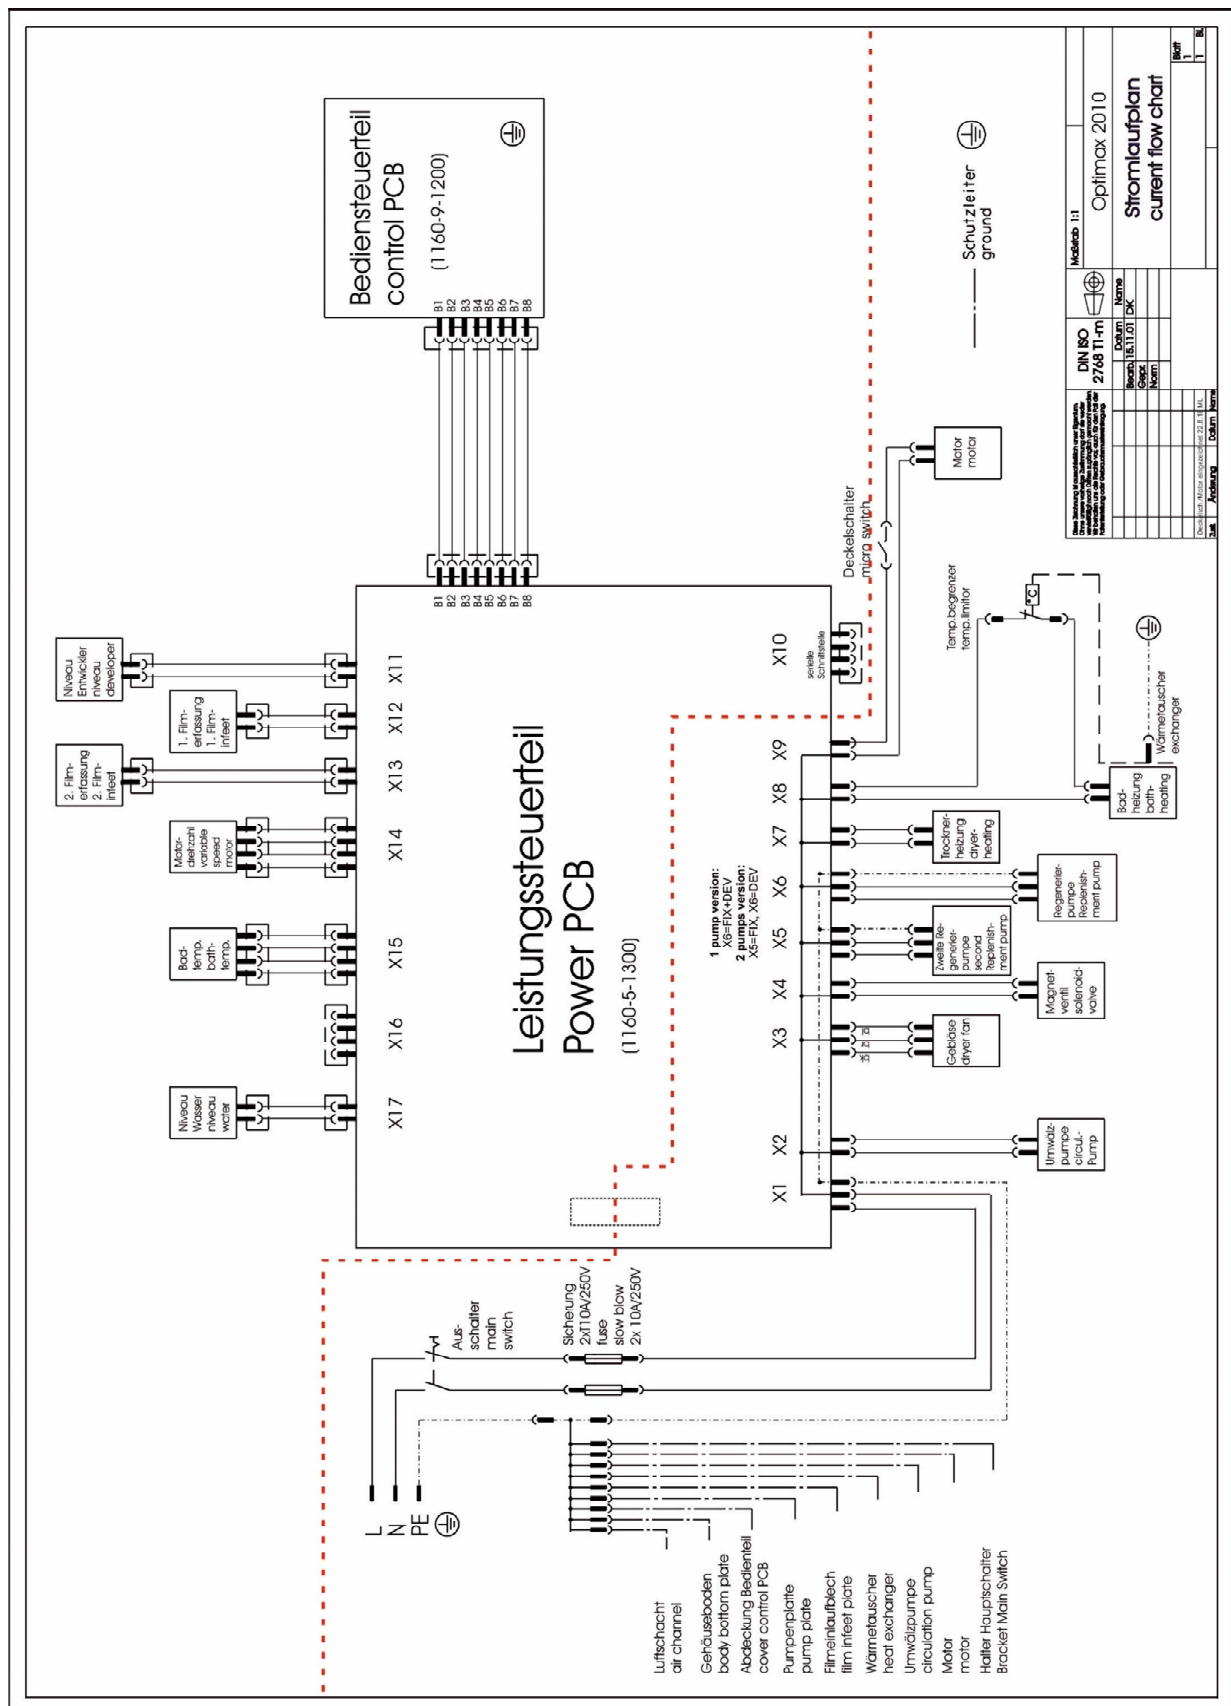 Bediensteuerteil
control PCB
(1160-9-1200)
B1
B2
B3
B4
B5
B6
B7
B8
Schutzleiter
ground
B1
B2
B3
B4
B5
B6
B7
B8
Leistungssteuerteil
Power PCB
(1160-5-1300)
Niveau
Entwickler
niveau
developer
X11
1. Film-
erfassung
1. Film-
infeet
X12
2. Film-
erfassung
2. Film-
infeet
X13
Motor-
drehzahl
variable
speed
motor
X14
Bad-
temp.
bath-
temp.
X15
X16
Niveau
Wasser
niveau
water
X17
1 pump version:
X6=FIX+DEV
2 pumps version:
X5=FIX, X6=DEV
X10
serielle
Schnittstelle
X9
X8
X7
X6
X5
X4
X3
X2
X1
Deckelschalter
micro switch
Motor
motor
Temp.begrenzer
temp.limitor
°C
Wärmetauscher
exchanger
Bad-
heizung
bath-
heating
Trockner-
heizung
dryer-
heating
Regenerier-
pumpe
Replenish-
ment pump
Zweite Re-
generier-
pumpe
second
Replenish-
ment pump
Magnet-
ventil
solenoid-
valve
Gebläse
dryer fan
Umwälz-
pumpe
circul.-
Pump
L
N
PE
Aus-
schalter
main
switch
Sicherung
2xT10A/250V
fuse
slow blow
2x 10A/250V
Luftschacht
air channel
Gehäuseboden
body bottom plate
Abdeckung Bedienteil
cover control PCB
Pumpenplatte
pump plate
Filmeinlaufblech
film infeet plate
Wärmetauscher
heat exchanger
Umwälzpumpe
circulation pump
Motor
motor
Halter Hauptschalter
Bracket Main Switch
DIN ISO
2768 T1-m
Maßstab 1:1
Optimax 2010
Datum
Name
Bearb.
15.11.01
DK
Gepr.
Norm
Stromlaufplan
current flow chart
Blatt
1
1
Bl.
Zust.
Änderung
Datum
Name